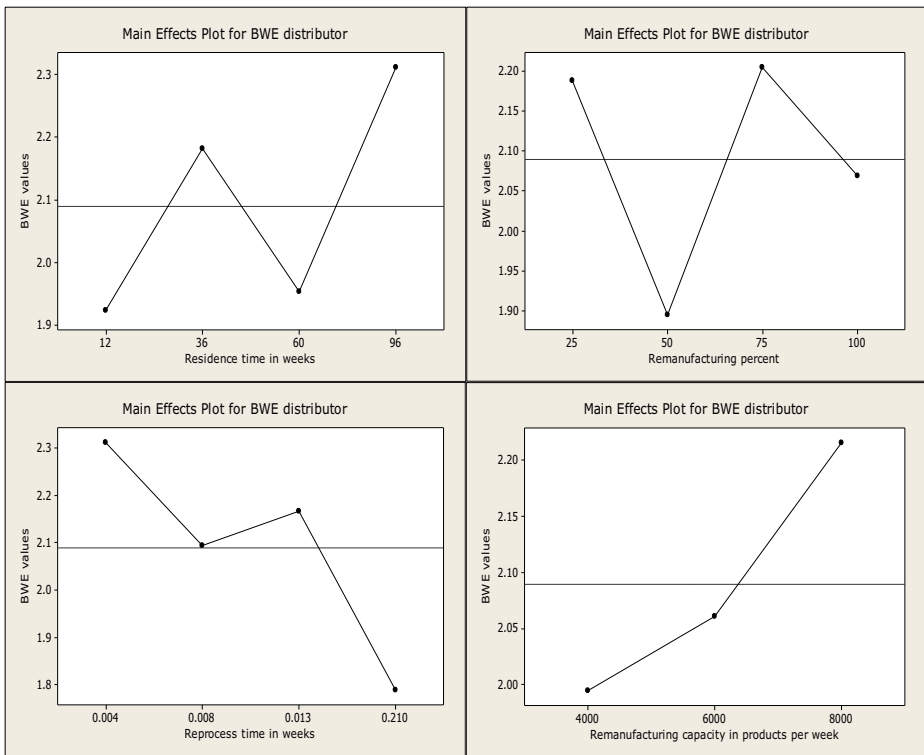 Main Effects Plot for BWE distributor
BWE values
2.3
2.2
2.1
2.0
1.9
12 36 60 96
Residence time in weeks
Main Effects Plot for BWE distributor
BWE values
2.20
2.15
2.10
2.05
2.00
1.95
1.90
25 50 75 100
Remanufacturing percent
Main Effects Plot for BWE distributor
BWE values
2.3
2.2
2.1
2.0
1.9
1.8
0.004 0.008 0.013 0.210
Reprocess time in weeks
Main Effects Plot for BWE distributor
BWE values
2.20
2.15
2.10
2.05
2.00
4000 6000 8000
Remanufacturing capacity in products per week